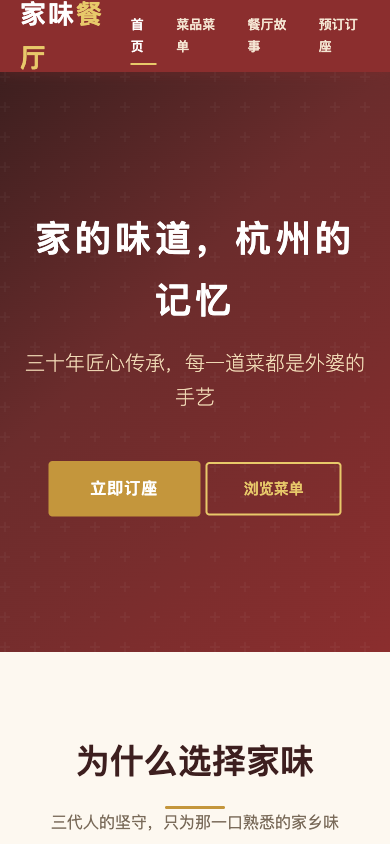 家味餐
厅
首
页
菜品菜
单
餐厅故
事
预订订
座
家的味道，杭州的
记忆
三十年匠心传承，每一道菜都是外婆的
手艺
立即订座
浏览菜单
为什么选择家味
三代人的坚守，只为那一口熟悉的家乡味